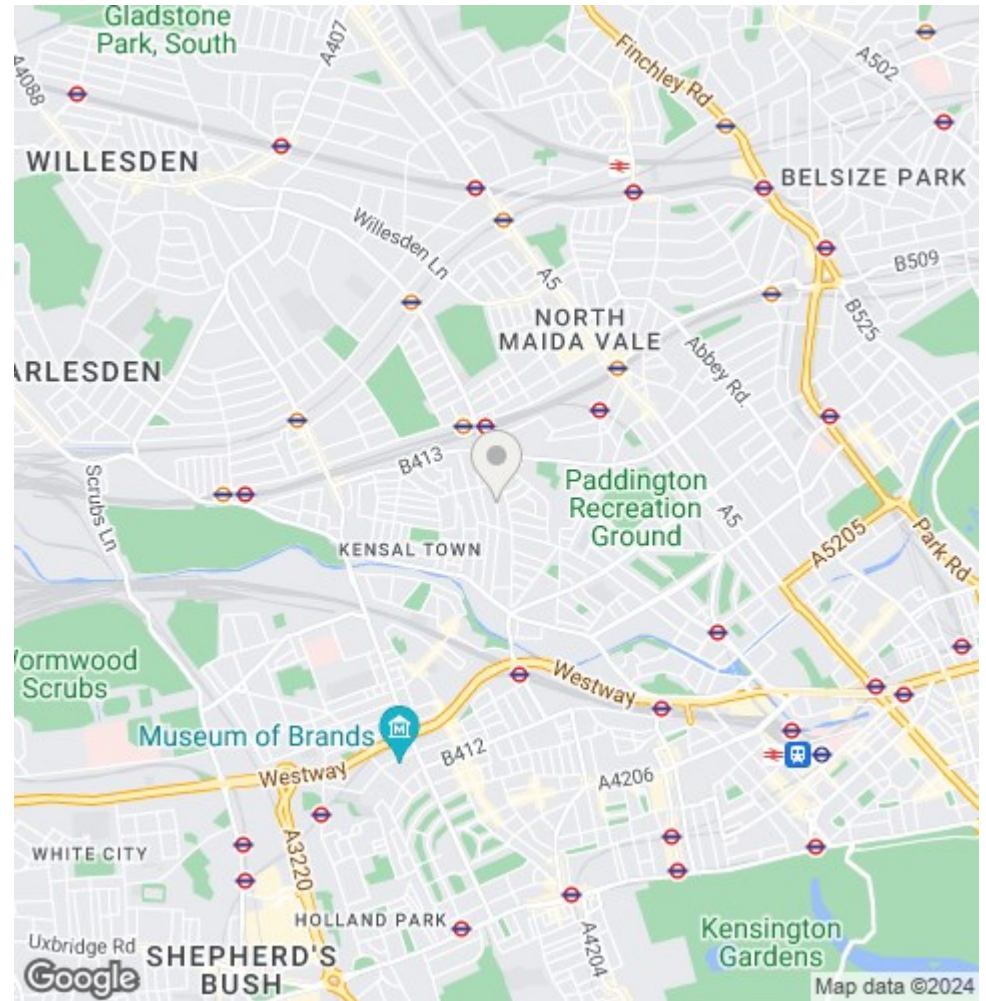 Gladstone
Park, South
A407
A4088
Finchley Rd
A502
WILLESDEN
BELSIZE PARK
Willesden Ln
A5
B509
B525
NORTH
MAIDA VALE
Abbey Rd.
ARLESDEN
B413
Scrubs Ln
Paddington
Recreation
Ground
A5
A5205
Park Rd
KENSAL TOWN
Wormwood
Scrubs
Westway
Museum of Brands
B412
Westway
A4206
A3220
WHITE CITY
HOLLAND PARK
A4204
Kensington
Gardens
Uxbridge Rd
SHEPHERD'S
BUSH
Google
Map data ©2024